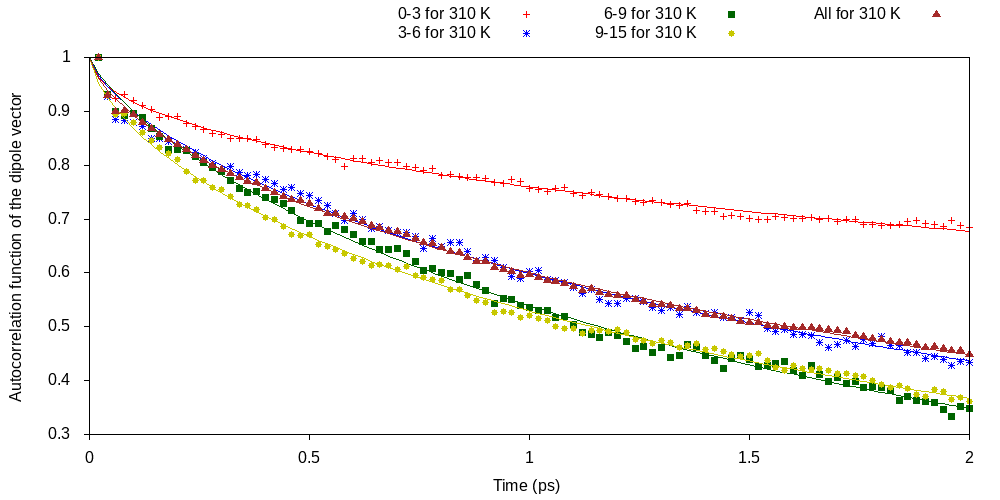 0-3 for 310 K 6-9 for 310 K All for 310 K
3-6 for 310 K 9-15 for 310 K
1
0.9
0.8
0.7
0.6
0.5
0.4
0.3
Autocorrelation function of the dipole vector
0 0.5 1 1.5 2
Time (ps)